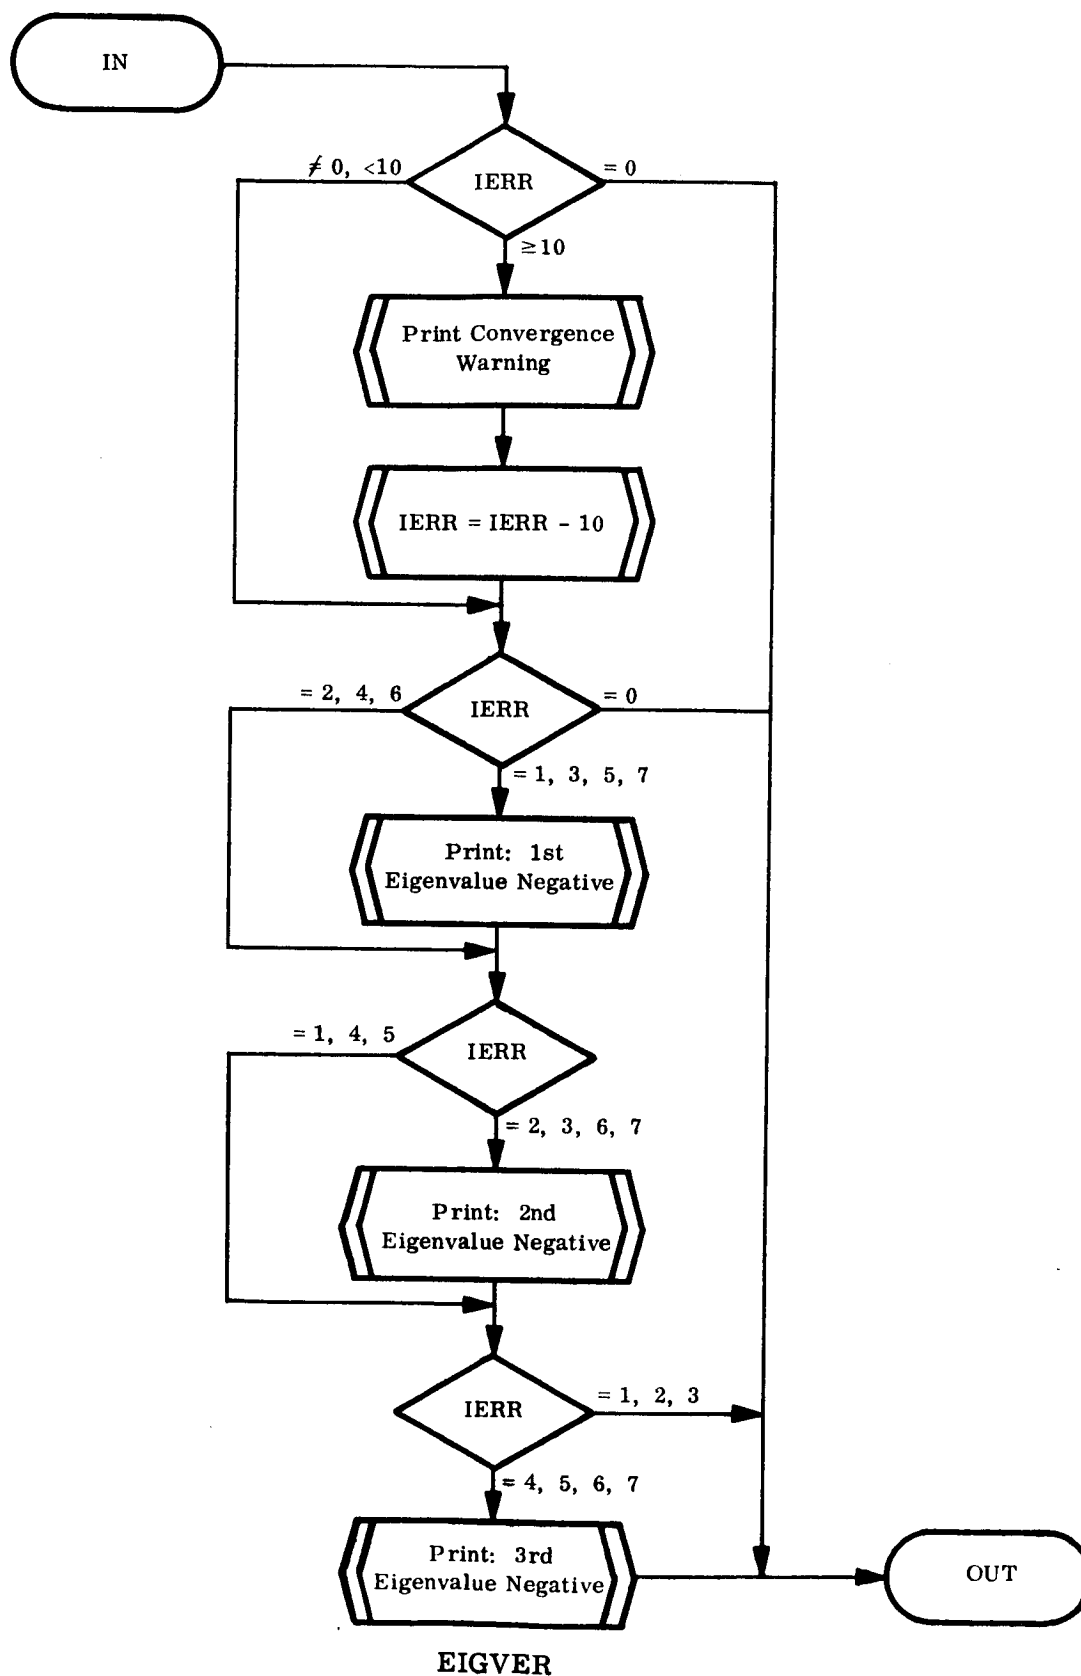 IN
≠ 0, <10
IERR
= 0
≥10
Print Convergence
Warning
IERR = IERR - 10
= 2, 4, 6
IERR
= 0
= 1, 3, 5, 7
Print: 1st
Eigenvalue Negative
= 1, 4, 5
IERR
= 2, 3, 6, 7
Print: 2nd
Eigenvalue Negative
IERR
= 1, 2, 3
= 4, 5, 6, 7
Print: 3rd
Eigenvalue Negative
OUT
EIGVER